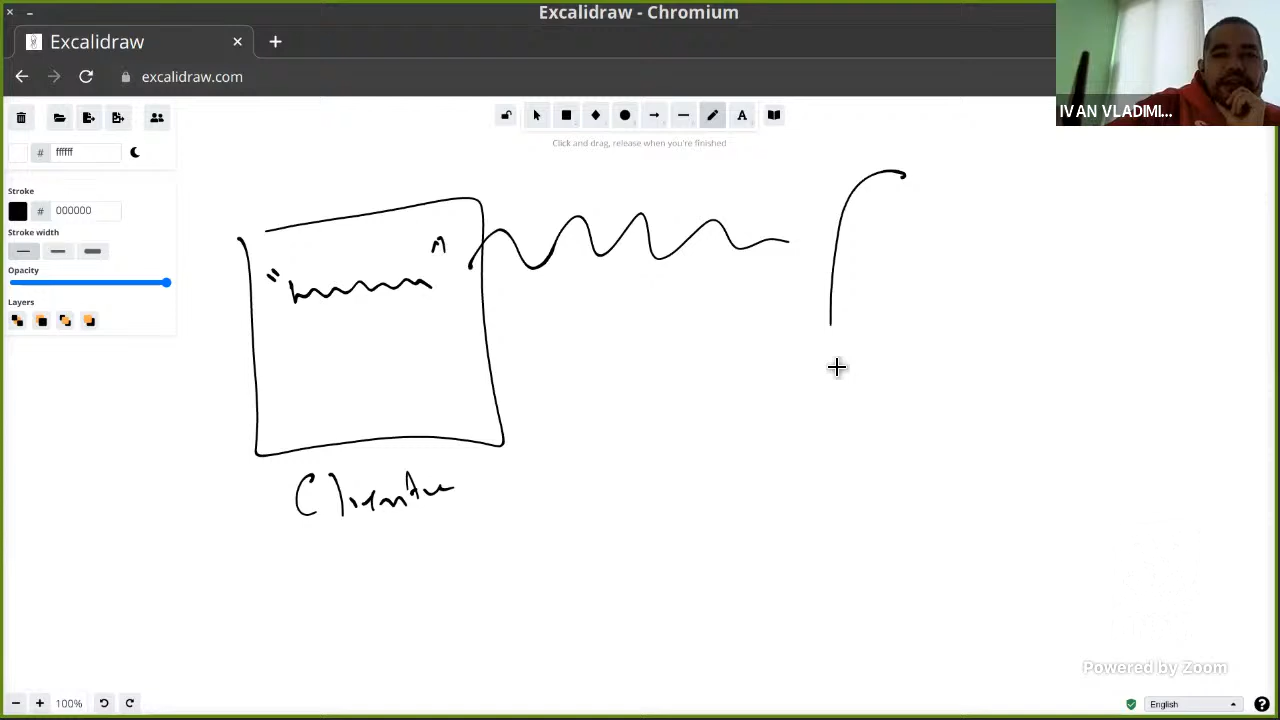 Excalidraw - Chromium
Excalidraw
excalidraw.com
IVAN VLADIMI...
# ffffff
Click and drag, release when you're finished
Stroke
# 000000
Stroke width
Opacity
Layers
A
Cliente
Powered by Zoom
100%
English